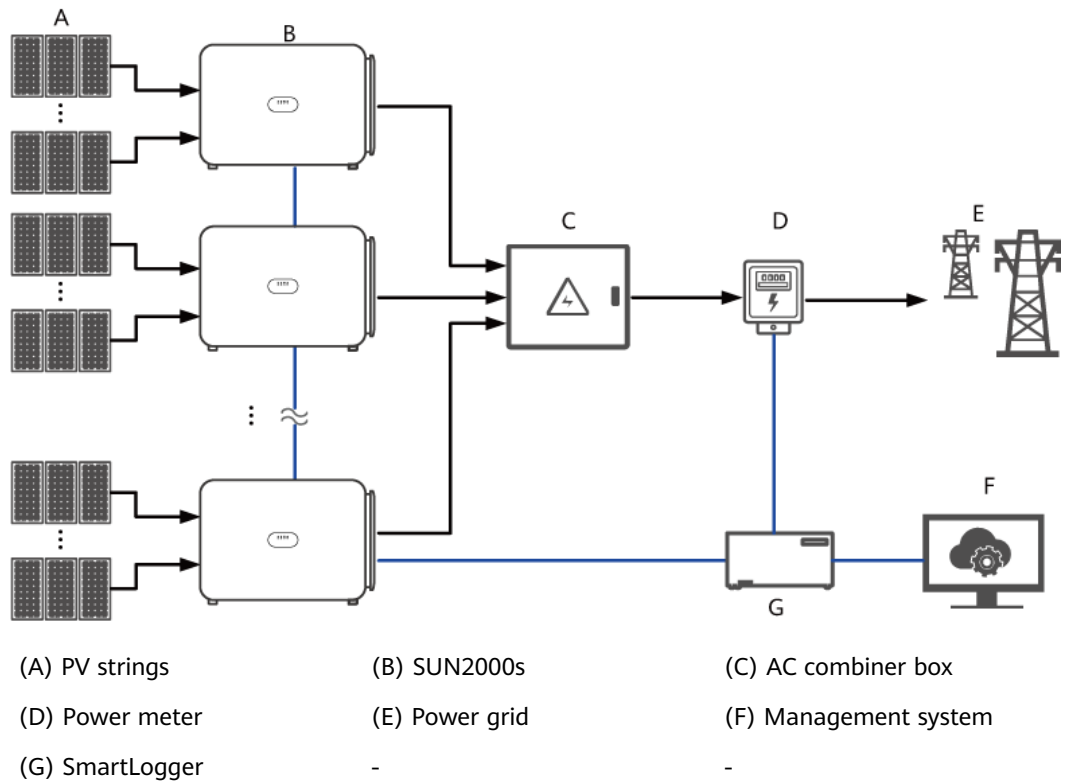 A
B
C
D
E
F
G
(A) PV strings (B) SUN2000s (C) AC combiner box
(D) Power meter (E) Power grid (F) Management system
(G) SmartLogger - -